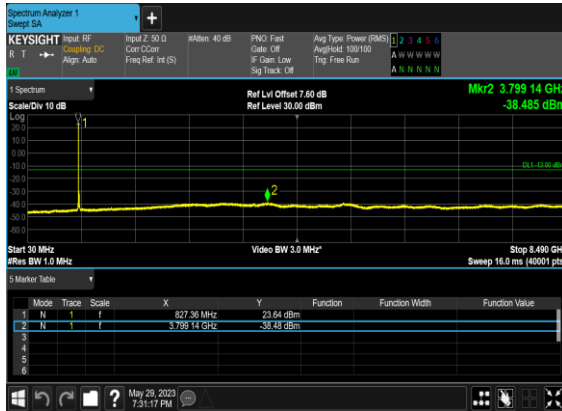 Spectrum Analyzer 1
Swept SA
+
KEYSIGHT Input: RF Input Z: 50 Ω #Atten: 40 dB PNO: Fast Avg Type: Power (RMS) 1 2 3 4 5 6
R T Coupling: DC Corr CCorr Gate: Off Avg|Hold: 100/100 A W W W W W
Align: Auto Freq Ref: Int (S) IF Gain: Low Trig: Free Run
LXI Sig Track: Off A N N N N N
1 Spectrum Ref Lvl Offset 7.60 dB Mkr2 3.799 14 GHz
Scale/Div 10 dB Ref Level 30.00 dBm -38.485 dBm
Log
1
20.0
10.0
0.00
-10.0
DL1 -13.00 dBm
-20.0
-30.0
2
-40.0
-50.0
-60.0
Start 30 MHz Video BW 3.0 MHz* Stop 8.490 GHz
#Res BW 1.0 MHz Sweep 16.0 ms (40001 pts)
5 Marker Table
Mode Trace Scale X Y Function Function Width Function Value
1 N 1 f 827.36 MHz 23.64 dBm
2 N 1 f 3.799 14 GHz -38.48 dBm
3
4
5
6
? May 29, 2023
7:31:17 PM